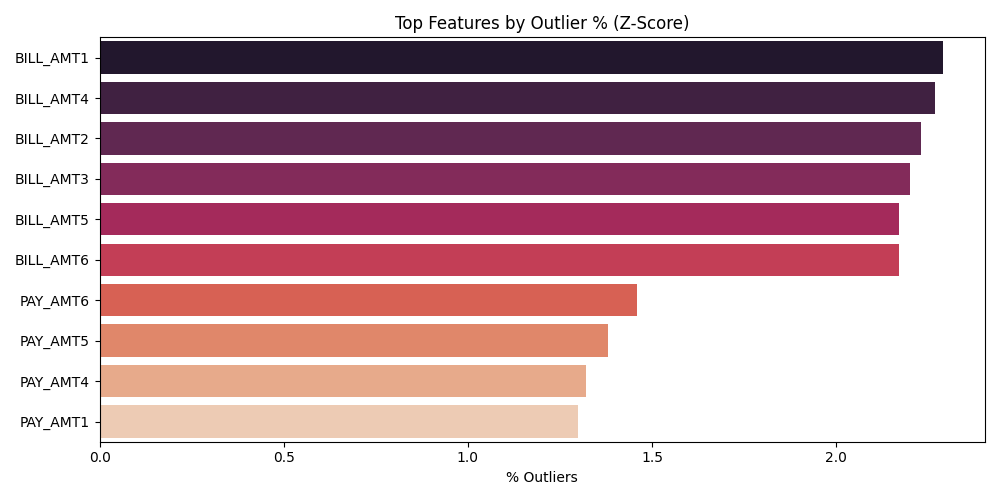 Top Features by Outlier % (Z-Score)
BILL_AMT1
BILL_AMT4
BILL_AMT2
BILL_AMT3
BILL_AMT5
BILL_AMT6
PAY_AMT6
PAY_AMT5
PAY_AMT4
PAY_AMT1
0.0 0.5 1.0 1.5 2.0
% Outliers